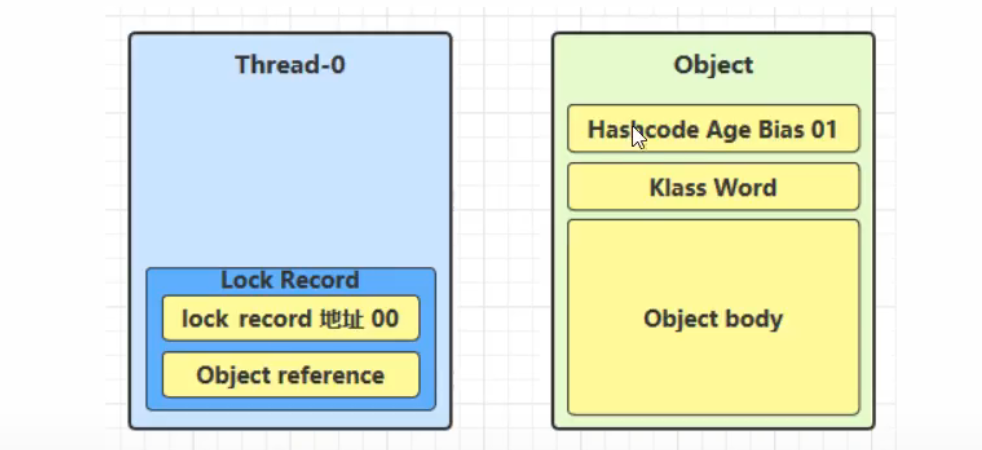 Thread-0
Lock Record
lock record 地址 00
Object reference
Object
Hashcode Age Bias 01
Klass Word
Object body